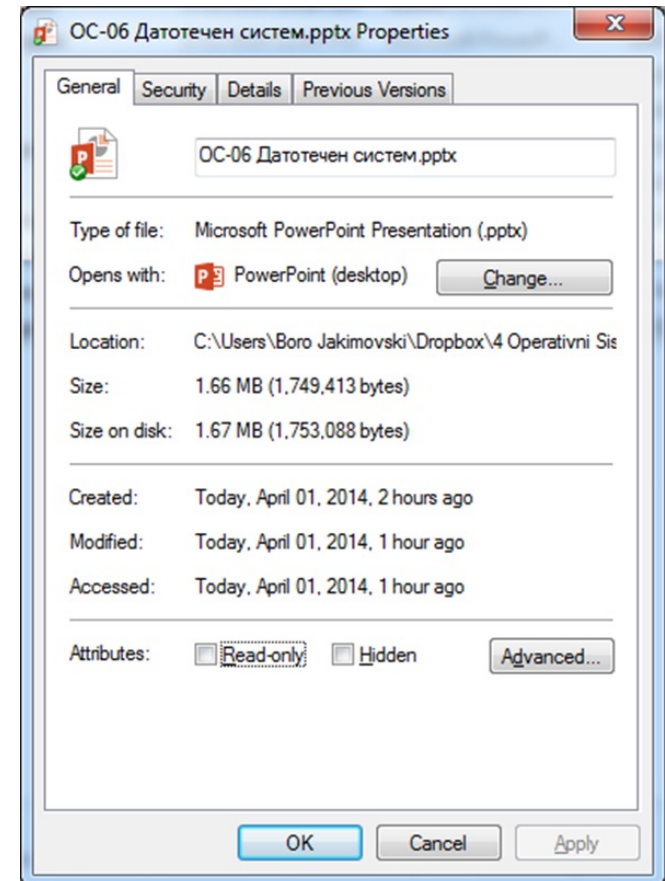 ОС-06 Датотечен систем.pptx Properties
General Security Details Previous Versions
ОС-06 Датотечен систем.pptx
Type of file: Microsoft PowerPoint Presentation (.pptx)
Opens with: PowerPoint (desktop) Change...
Location: C:\Users\Boro Jakimovski\Dropbox\4 Operativni Sis
Size: 1.66 MB (1,749,413 bytes)
Size on disk: 1.67 MB (1,753,088 bytes)
Created: Today, April 01, 2014, 2 hours ago
Modified: Today, April 01, 2014, 1 hour ago
Accessed: Today, April 01, 2014, 1 hour ago
Attributes: Read-only Hidden Advanced...
OK Cancel Apply